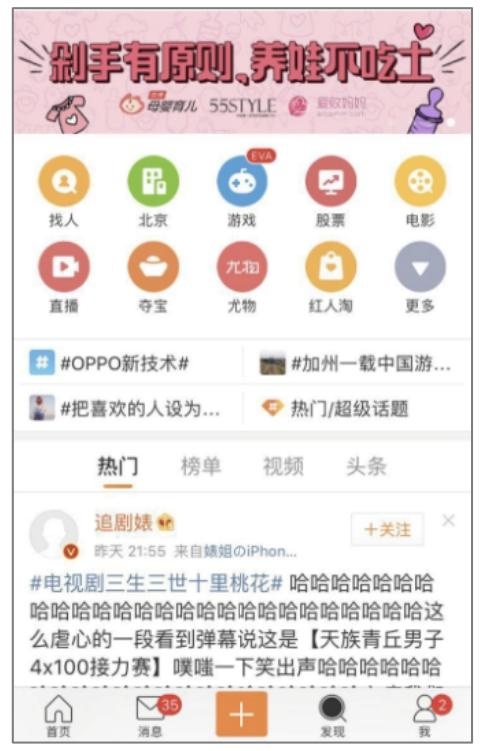 剁手有原则、养娃不吃土
母婴育儿 55STYLE
EVA
找人 北京 游戏 股票 电影
尤物
直播 夺宝 尤物 红人淘 更多
#OPPO新技术# #加州一载中国游...
#把喜欢的人设为... 热门/超级话题
热门 榜单 视频 头条
追剧婊
+关注
昨天 21:55 来自婊姐のiPhon...
#电视剧三生三世十里桃花# 哈哈哈哈哈哈哈
哈哈哈哈哈哈哈哈哈哈哈哈哈哈哈哈哈哈哈这
么虐心的一段看到弹幕说这是【天族青丘男子
4x100接力赛】噗嗤一下笑出声哈哈哈哈哈哈
35 2
首页 消息 发现 我